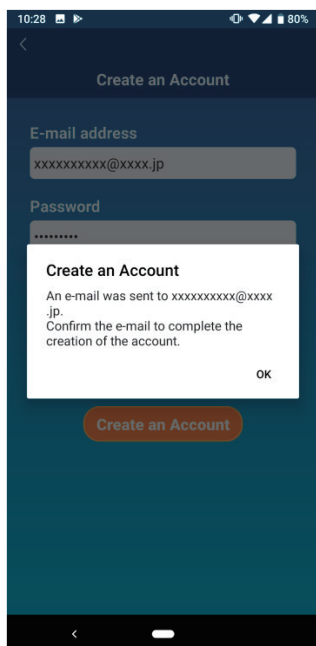 10:28 80%
Create an Account
E-mail address
xxxxxxxxxx@xxxx.jp
Password
•••••••••
Create an Account
An e-mail was sent to xxxxxxxxxx@xxxx
.jp.
Confirm the e-mail to complete the
creation of the account.
OK
Create an Account